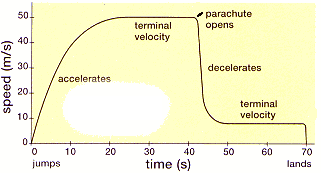 parachute
opens
50
40
30
20
10
0
speed (m/s)
terminal
velocity
accelerates
decelerates
terminal
velocity
0 10 20 30 40 50 60 70
jumps
time (s)
lands